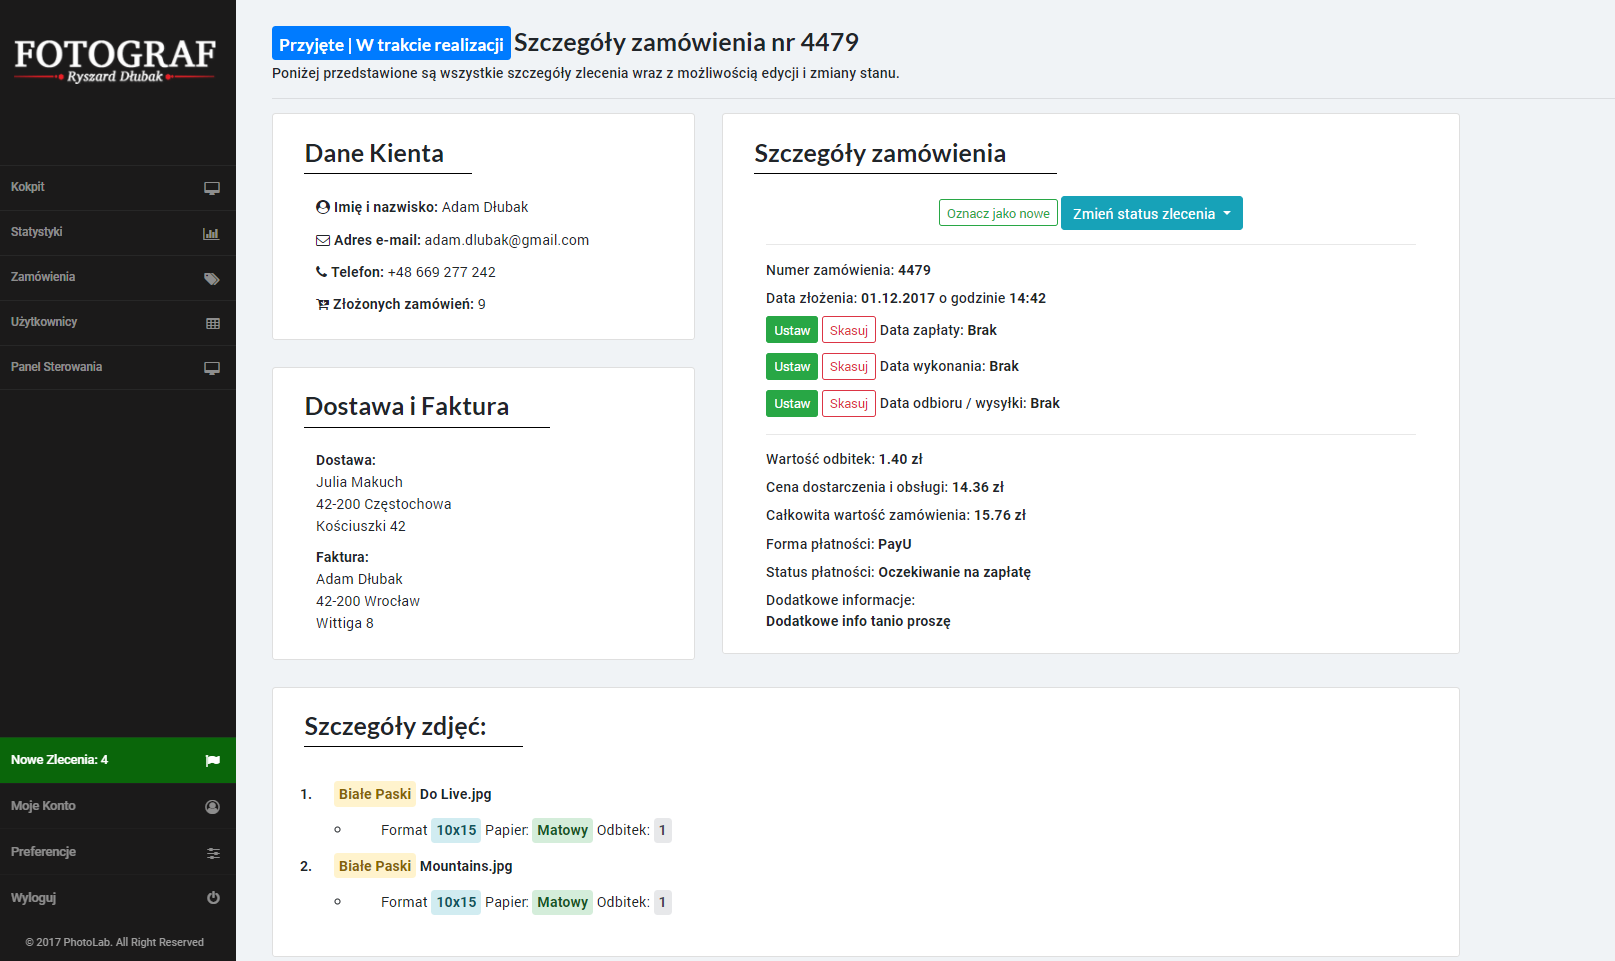 FOTOGRAF
Ryszard Dłubak
Kokpit
Statystyki
Zamówienia
Użytkownicy
Panel Sterowania
Nowe Zlecenia: 4
Moje Konto
Preferencje
Wyloguj
© 2017 PhotoLab. All Right Reserved
Przyjęte | W trakcie realizacji Szczegóły zamówienia nr 4479
Poniżej przedstawione są wszystkie szczegóły zlecenia wraz z możliwością edycji i zmiany stanu.
Dane Kienta
Imię i nazwisko: Adam Dłubak
Adres e-mail: adam.dlubak@gmail.com
Telefon: +48 669 277 242
Złożonych zamówień: 9
Dostawa i Faktura
Dostawa:
Julia Makuch
42-200 Częstochowa
Kościuszki 42
Faktura:
Adam Dłubak
42-200 Wrocław
Wittiga 8
Szczegóły zamówienia
Oznacz jako nowe Zmień status zlecenia
Numer zamówienia: 4479
Data złożenia: 01.12.2017 o godzinie 14:42
Ustaw Skasuj Data zapłaty: Brak
Ustaw Skasuj Data wykonania: Brak
Ustaw Skasuj Data odbioru / wysyłki: Brak
Wartość odbitek: 1.40 zł
Cena dostarczenia i obsługi: 14.36 zł
Całkowita wartość zamówienia: 15.76 zł
Forma płatności: PayU
Status płatności: Oczekiwanie na zapłatę
Dodatkowe informacje:
Dodatkowe info tanio proszę
Szczegóły zdjęć:
1. Białe Paski Do Live.jpg
Format 10x15 Papier: Matowy Odbitek: 1
2. Białe Paski Mountains.jpg
Format 10x15 Papier: Matowy Odbitek: 1